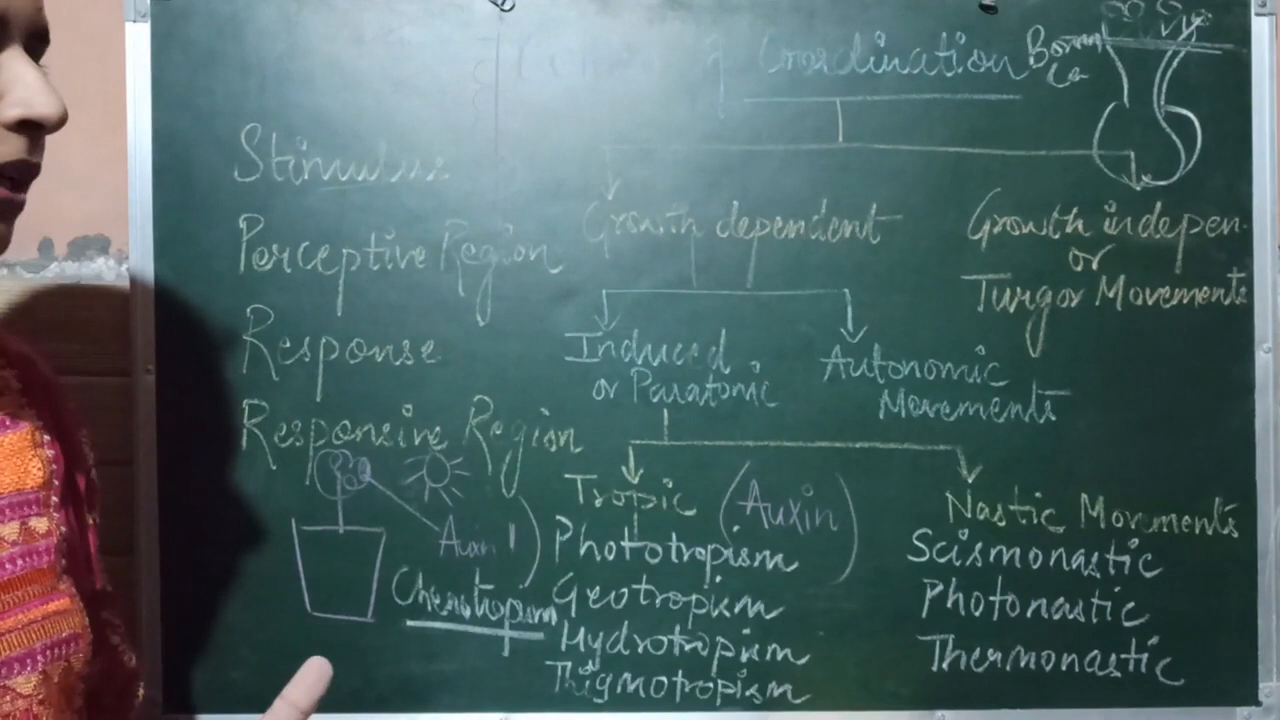 Coordination
Stimulus
Perceptive Region
Response
Responsive Region
Growth dependent
Growth indepen-
or
Turgor Movements
Induced
or Paratonic
Autonomic
Movements
Tropic (Auxin)
Phototropism
Geotropism
Hydrotropism
Thigmotropism
Nastic Movements
Seismonastic
Photonastic
Thermonastic
Auxin
Chemotropism